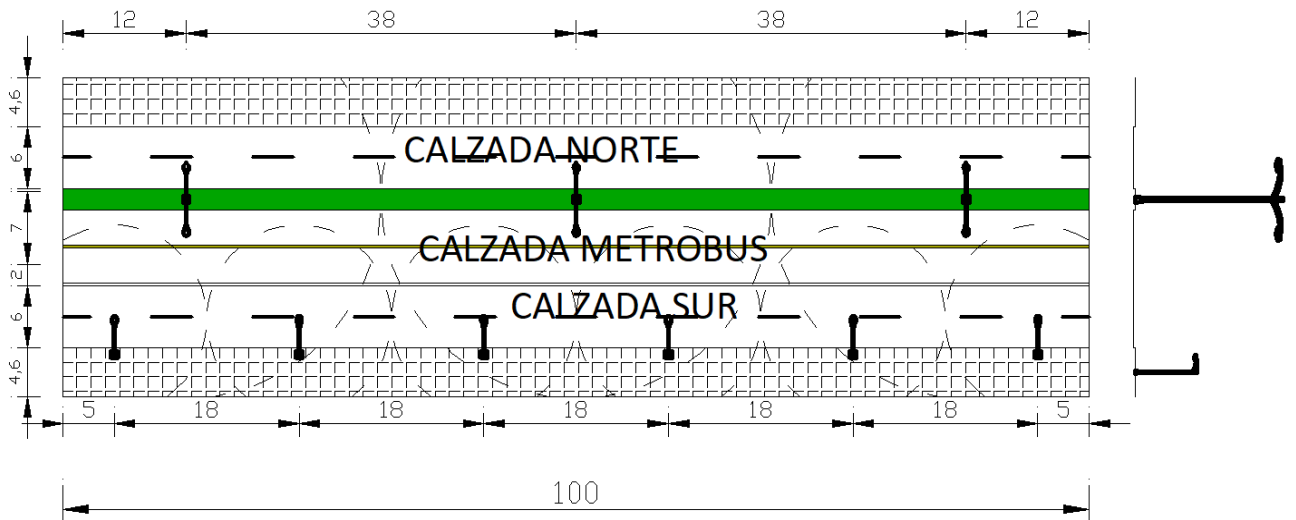 12 38 38 12
4,6
6
7
2
6
4,6
CALZADA NORTE
CALZADA METROBUS
CALZADA SUR
5 18 18 18 18 18 5
100